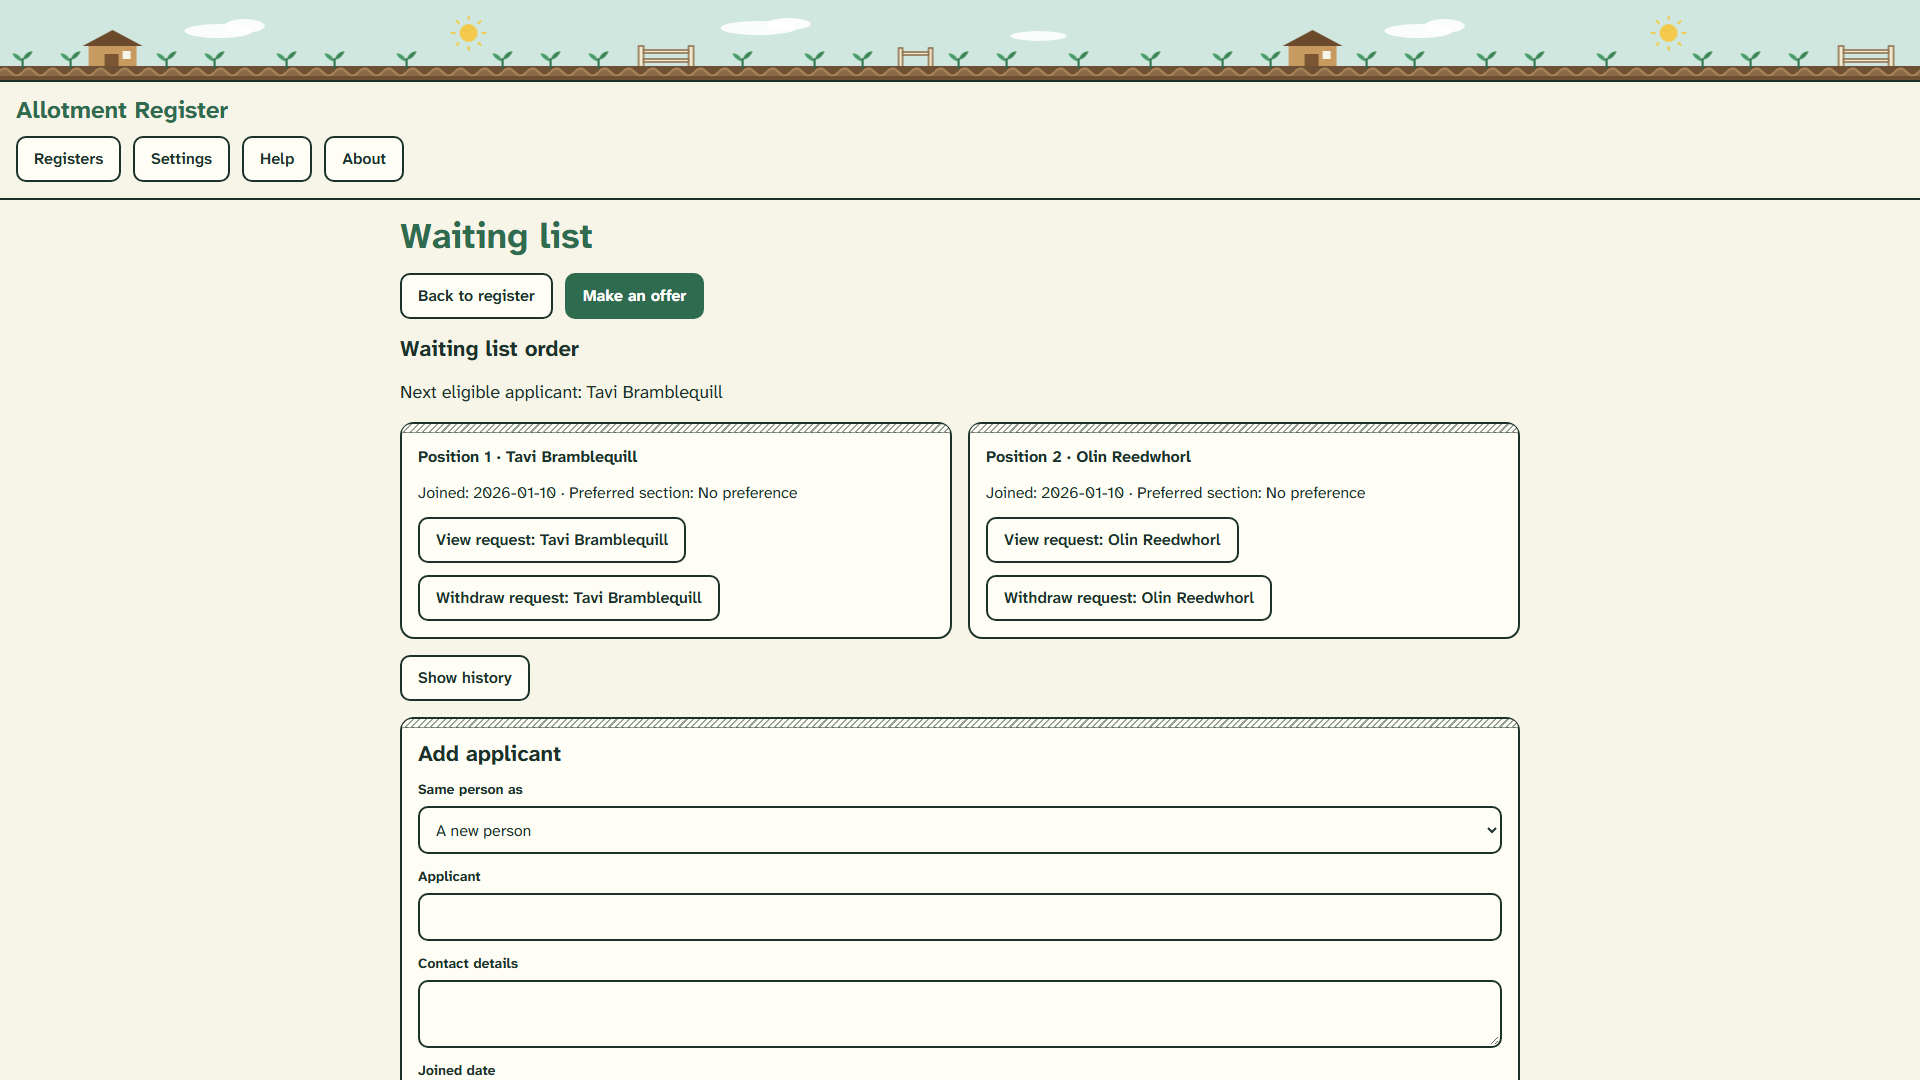 Allotment Register
Registers
Settings
Help
About
Waiting list
Back to register
Make an offer
Waiting list order
Next eligible applicant: Tavi Bramblequill
Position 1 · Tavi Bramblequill
Joined: 2026-01-10 · Preferred section: No preference
View request: Tavi Bramblequill
Withdraw request: Tavi Bramblequill
Position 2 · Olin Reedwhorl
Joined: 2026-01-10 · Preferred section: No preference
View request: Olin Reedwhorl
Withdraw request: Olin Reedwhorl
Show history
Add applicant
Same person as
A new person
Applicant
Contact details
Joined date